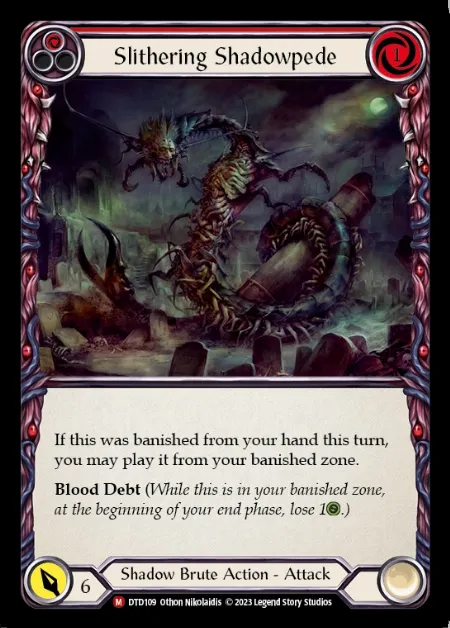 Slithering Shadowpede
1
If this was banished from your hand this turn,
you may play it from your banished zone.
Blood Debt (While this is in your banished zone,
at the beginning of your end phase, lose 1.)
6
Shadow Brute Action - Attack
M DTD109 Othon Nikolaidis © 2023 Legend Story Studios